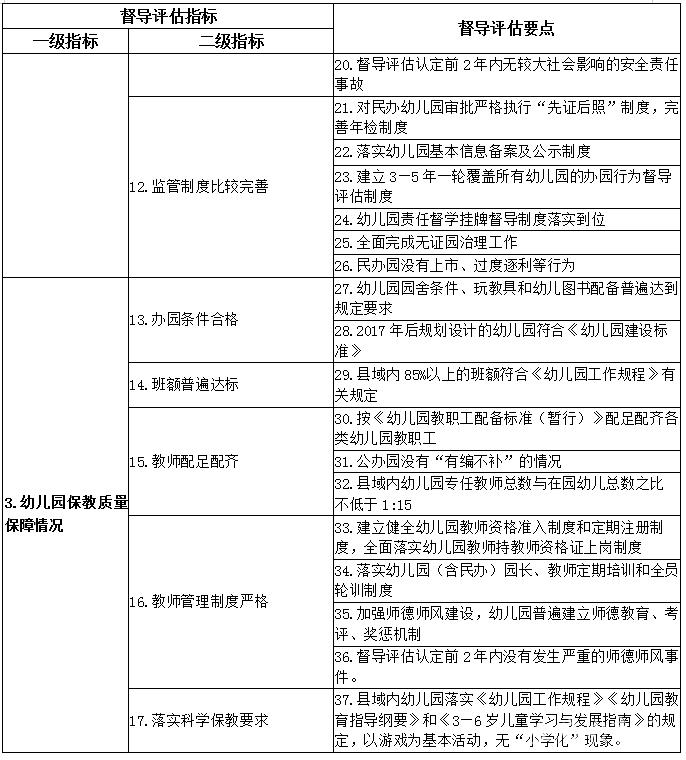 督导评估指标
督导评估要点
一级指标
二级指标
20.督导评估认定前2年内无较大社会影响的安全责任
事故
12.监管制度比较完善
21.对民办幼儿园审批严格执行“先证后照”制度，完
善年检制度
22.落实幼儿园基本信息备案及公示制度
23.建立3—5年一轮覆盖所有幼儿园的办园行为督导
评估制度
24.幼儿园责任督学挂牌督导制度落实到位
25.全面完成无证园治理工作
26.民办园没有上市、过度逐利等行为
3.幼儿园保教质量
保障情况
13.办园条件合格
27.幼儿园园舍条件、玩教具和幼儿图书配备普遍达到
规定要求
28.2017年后规划设计的幼儿园符合《幼儿园建设标
准》
14.班额普遍达标
29.县域内85%以上的班额符合《幼儿园工作规程》有
关规定
15.教师配足配齐
30.按《幼儿园教职工配备标准（暂行）》配足配齐各
类幼儿园教职工
31.公办园没有“有编不补”的情况
32.县域内幼儿园专任教师总数与在园幼儿总数之比
不低于1:15
16.教师管理制度严格
33.建立健全幼儿园教师资格准入制度和定期注册制
度，全面落实幼儿园教师持教师资格证上岗制度
34.落实幼儿园（含民办）园长、教师定期培训和全员
轮训制度
35.加强师德师风建设，幼儿园普遍建立师德教育、考
评、奖惩机制
36.督导评估认定前2年内没有发生严重的师德师风事
件。
17.落实科学保教要求
37.县域内幼儿园落实《幼儿园工作规程》《幼儿园教
育指导纲要》和《3—6岁儿童学习与发展指南》的规
定，以游戏为基本活动，无“小学化”现象。